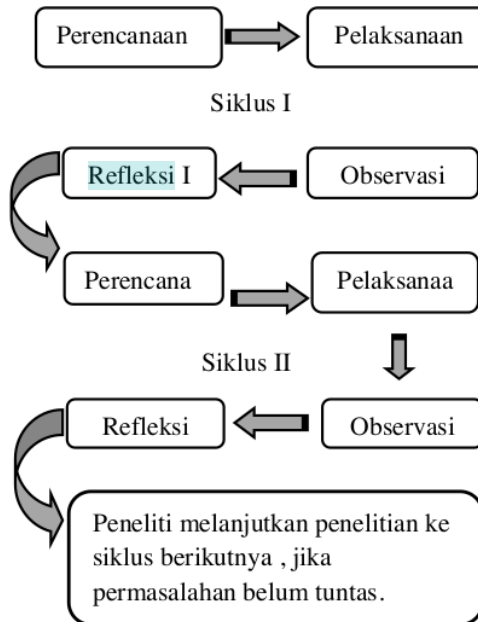 Perencanaan
Pelaksanaan
Siklus I
Refleksi I
Observasi
Perencana
Pelaksanaa
Siklus II
Refleksi
Observasi
Peneliti melanjutkan penelitian ke
siklus berikutnya , jika
permasalahan belum tuntas.